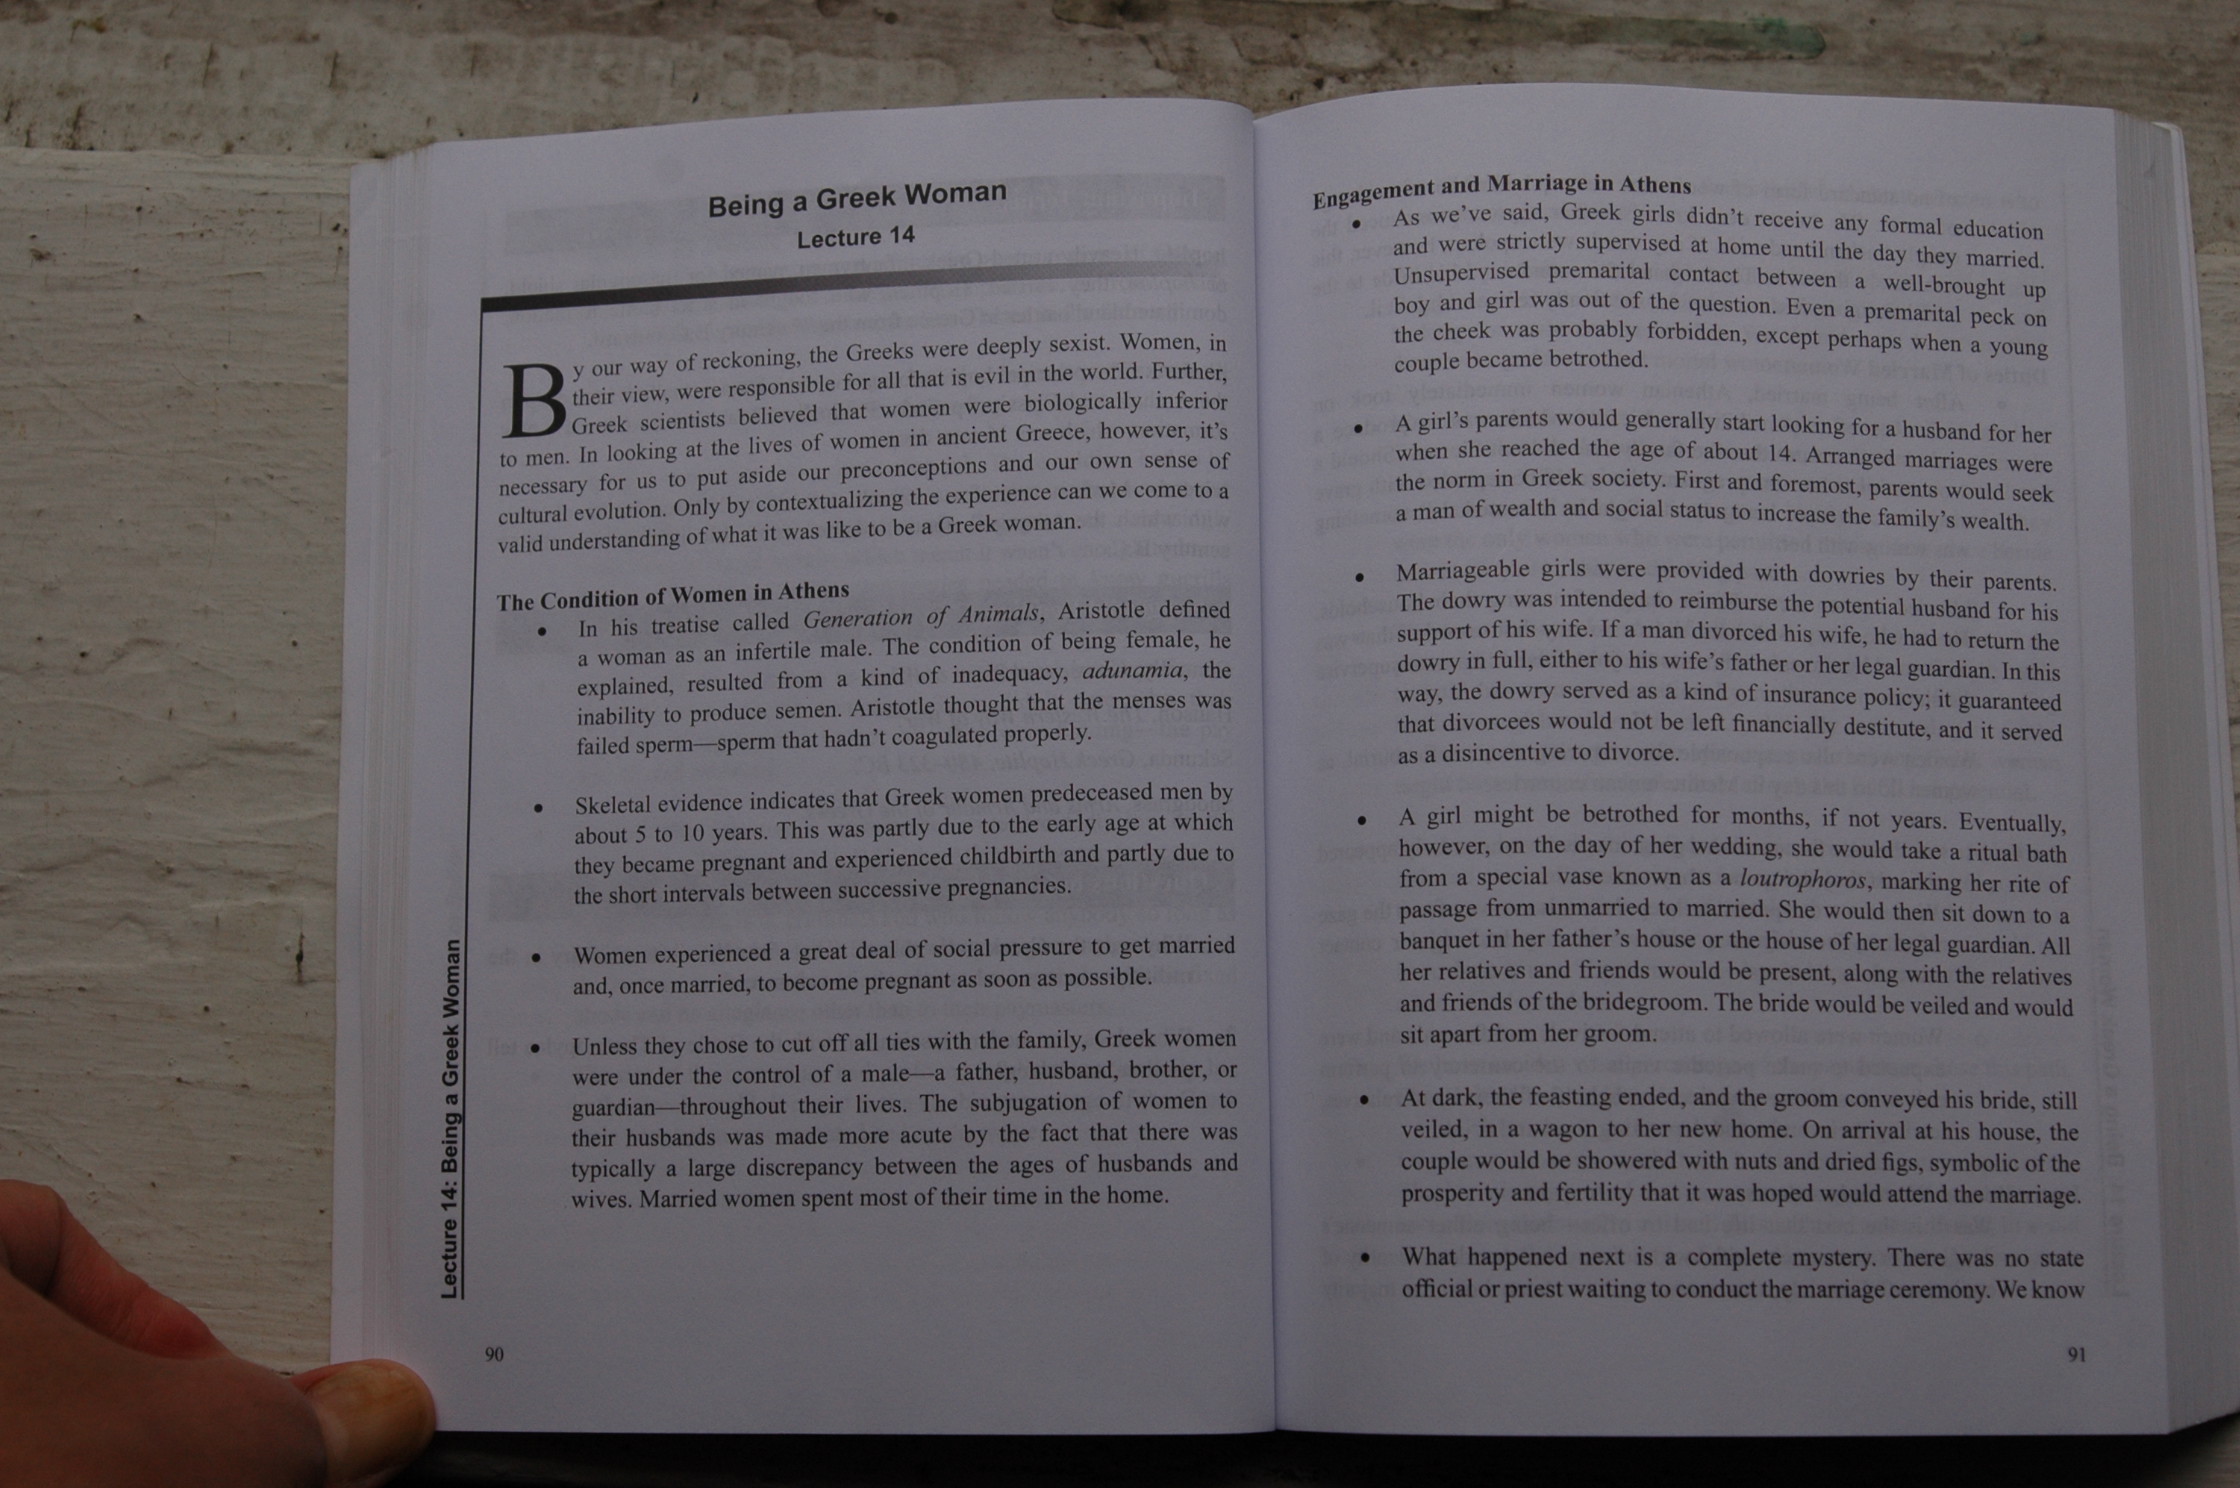 Being a Greek Woman
Lecture 14
By our way of reckoning, the Greeks were deeply sexist. Women, in
their view, were responsible for all that is evil in the world. Further,
Greek scientists believed that women were biologically inferior
to men. In looking at the lives of women in ancient Greece, however, it's
necessary for us to put aside our preconceptions and our own sense of
cultural evolution. Only by contextualizing the experience can we come to a
valid understanding of what it was like to be a Greek woman.
The Condition of Women in Athens
• In his treatise called Generation of Animals, Aristotle defined
a woman as an infertile male. The condition of being female, he
explained, resulted from a kind of inadequacy, adunamia, the
inability to produce semen. Aristotle thought that the menses was
failed sperm—sperm that hadn't coagulated properly.
• Skeletal evidence indicates that Greek women predeceased men by
about 5 to 10 years. This was partly due to the early age at which
they became pregnant and experienced childbirth and partly due to
the short intervals between successive pregnancies.
• Women experienced a great deal of social pressure to get married
and, once married, to become pregnant as soon as possible.
• Unless they chose to cut off all ties with the family, Greek women
were under the control of a male—a father, husband, brother, or
guardian—throughout their lives. The subjugation of women to
their husbands was made more acute by the fact that there was
typically a large discrepancy between the ages of husbands and
wives. Married women spent most of their time in the home.
Lecture 14: Being a Greek Woman
90
Engagement and Marriage in Athens
• As we've said, Greek girls didn't receive any formal education
and were strictly supervised at home until the day they married.
Unsupervised premarital contact between a well-brought up
boy and girl was out of the question. Even a premarital peck on
the cheek was probably forbidden, except perhaps when a young
couple became betrothed.
• A girl's parents would generally start looking for a husband for her
when she reached the age of about 14. Arranged marriages were
the norm in Greek society. First and foremost, parents would seek
a man of wealth and social status to increase the family's wealth.
• Marriageable girls were provided with dowries by their parents.
The dowry was intended to reimburse the potential husband for his
support of his wife. If a man divorced his wife, he had to return the
dowry in full, either to his wife's father or her legal guardian. In this
way, the dowry served as a kind of insurance policy; it guaranteed
that divorcees would not be left financially destitute, and it served
as a disincentive to divorce.
• A girl might be betrothed for months, if not years. Eventually,
however, on the day of her wedding, she would take a ritual bath
from a special vase known as a loutrophoros, marking her rite of
passage from unmarried to married. She would then sit down to a
banquet in her father's house or the house of her legal guardian. All
her relatives and friends would be present, along with the relatives
and friends of the bridegroom. The bride would be veiled and would
sit apart from her groom.
• At dark, the feasting ended, and the groom conveyed his bride, still
veiled, in a wagon to her new home. On arrival at his house, the
couple would be showered with nuts and dried figs, symbolic of the
prosperity and fertility that it was hoped would attend the marriage.
• What happened next is a complete mystery. There was no state
official or priest waiting to conduct the marriage ceremony. We know
91